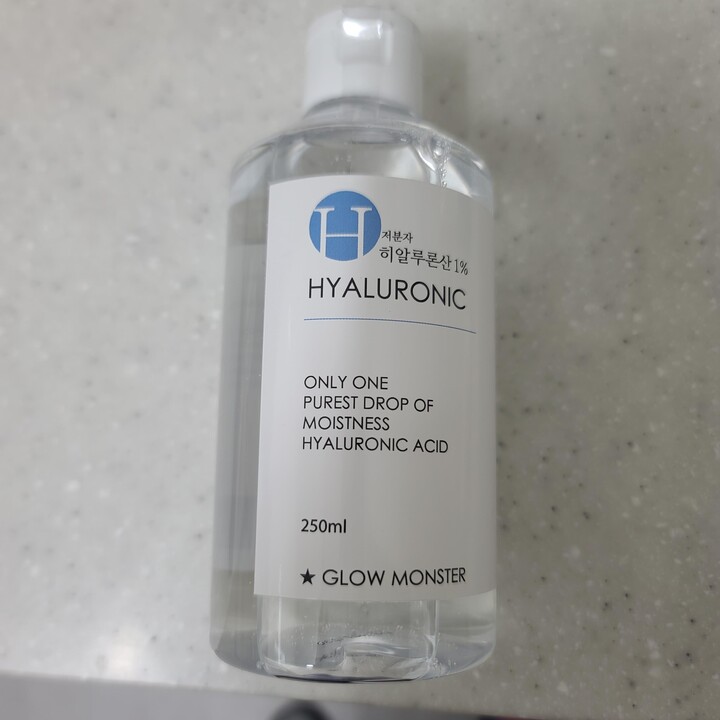 H
저분자
히알루론산 1%
HYALURONIC
ONLY ONE
PUREST DROP OF
MOISTNESS
HYALURONIC ACID
250ml
★ GLOW MONSTER